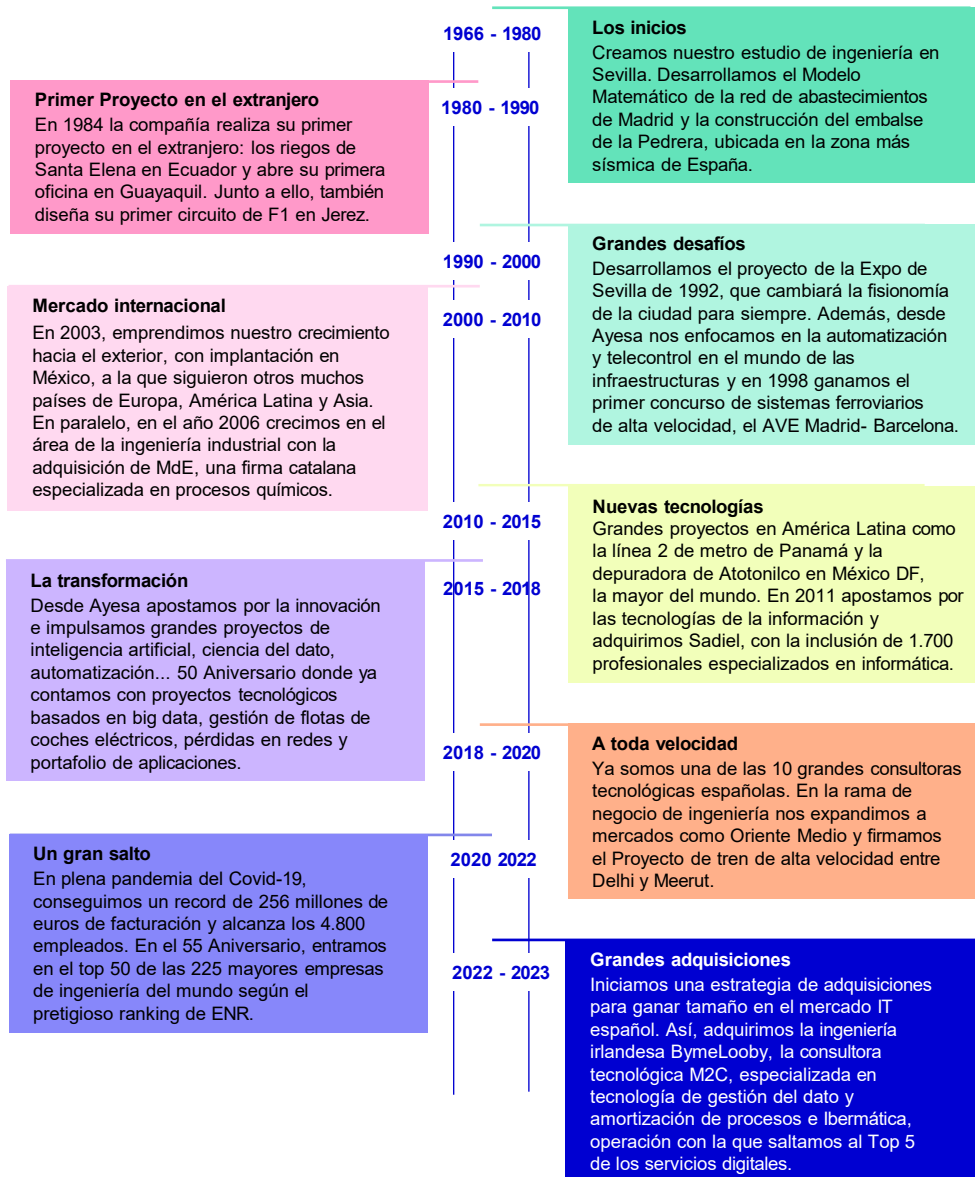 1966 - 1980
Los inicios
Creamos nuestro estudio de ingeniería en
Sevilla. Desarrollamos el Modelo
Matemático de la red de abastecimientos
de Madrid y la construcción del embalse
de la Pedrera, ubicada en la zona más
sísmica de España.
1980 - 1990
Primer Proyecto en el extranjero
En 1984 la compañía realiza su primer
proyecto en el extranjero: los riegos de
Santa Elena en Ecuador y abre su primera
oficina en Guayaquil. Junto a ello, también
diseña su primer circuito de F1 en Jerez.
1990 - 2000
Grandes desafíos
Desarrollamos el proyecto de la Expo de
Sevilla de 1992, que cambiará la fisionomía
de la ciudad para siempre. Además, desde
Ayesa nos enfocamos en la automatización
y telecontrol en el mundo de las
infraestructuras y en 1998 ganamos el
primer concurso de sistemas ferroviarios
de alta velocidad, el AVE Madrid- Barcelona.
2000 - 2010
Mercado internacional
En 2003, emprendimos nuestro crecimiento
hacia el exterior, con implantación en
México, a la que siguieron otros muchos
países de Europa, América Latina y Asia.
En paralelo, en el año 2006 crecimos en el
área de la ingeniería industrial con la
adquisición de MdE, una firma catalana
especializada en procesos químicos.
2010 - 2015
Nuevas tecnologías
Grandes proyectos en América Latina como
la línea 2 de metro de Panamá y la
depuradora de Atotonilco en México DF,
la mayor del mundo. En 2011 apostamos por
las tecnologías de la información y
adquirimos Sadiel, con la inclusión de 1.700
profesionales especializados en informática.
2015 - 2018
La transformación
Desde Ayesa apostamos por la innovación
e impulsamos grandes proyectos de
inteligencia artificial, ciencia del dato,
automatización... 50 Aniversario donde ya
contamos con proyectos tecnológicos
basados en big data, gestión de flotas de
coches eléctricos, pérdidas en redes y
portafolio de aplicaciones.
2018 - 2020
A toda velocidad
Ya somos una de las 10 grandes consultoras
tecnológicas españolas. En la rama de
negocio de ingeniería nos expandimos a
mercados como Oriente Medio y firmamos
el Proyecto de tren de alta velocidad entre
Delhi y Meerut.
2020 2022
Un gran salto
En plena pandemia del Covid-19,
conseguimos un record de 256 millones de
euros de facturación y alcanza los 4.800
empleados. En el 55 Aniversario, entramos
en el top 50 de las 225 mayores empresas
de ingeniería del mundo según el
pretigioso ranking de ENR.
2022 - 2023
Grandes adquisiciones
Iniciamos una estrategia de adquisiciones
para ganar tamaño en el mercado IT
español. Así, adquirimos la ingeniería
irlandesa BymeLooby, la consultora
tecnológica M2C, especializada en
tecnología de gestión del dato y
amortización de procesos e Ibermática,
operación con la que saltamos al Top 5
de los servicios digitales.